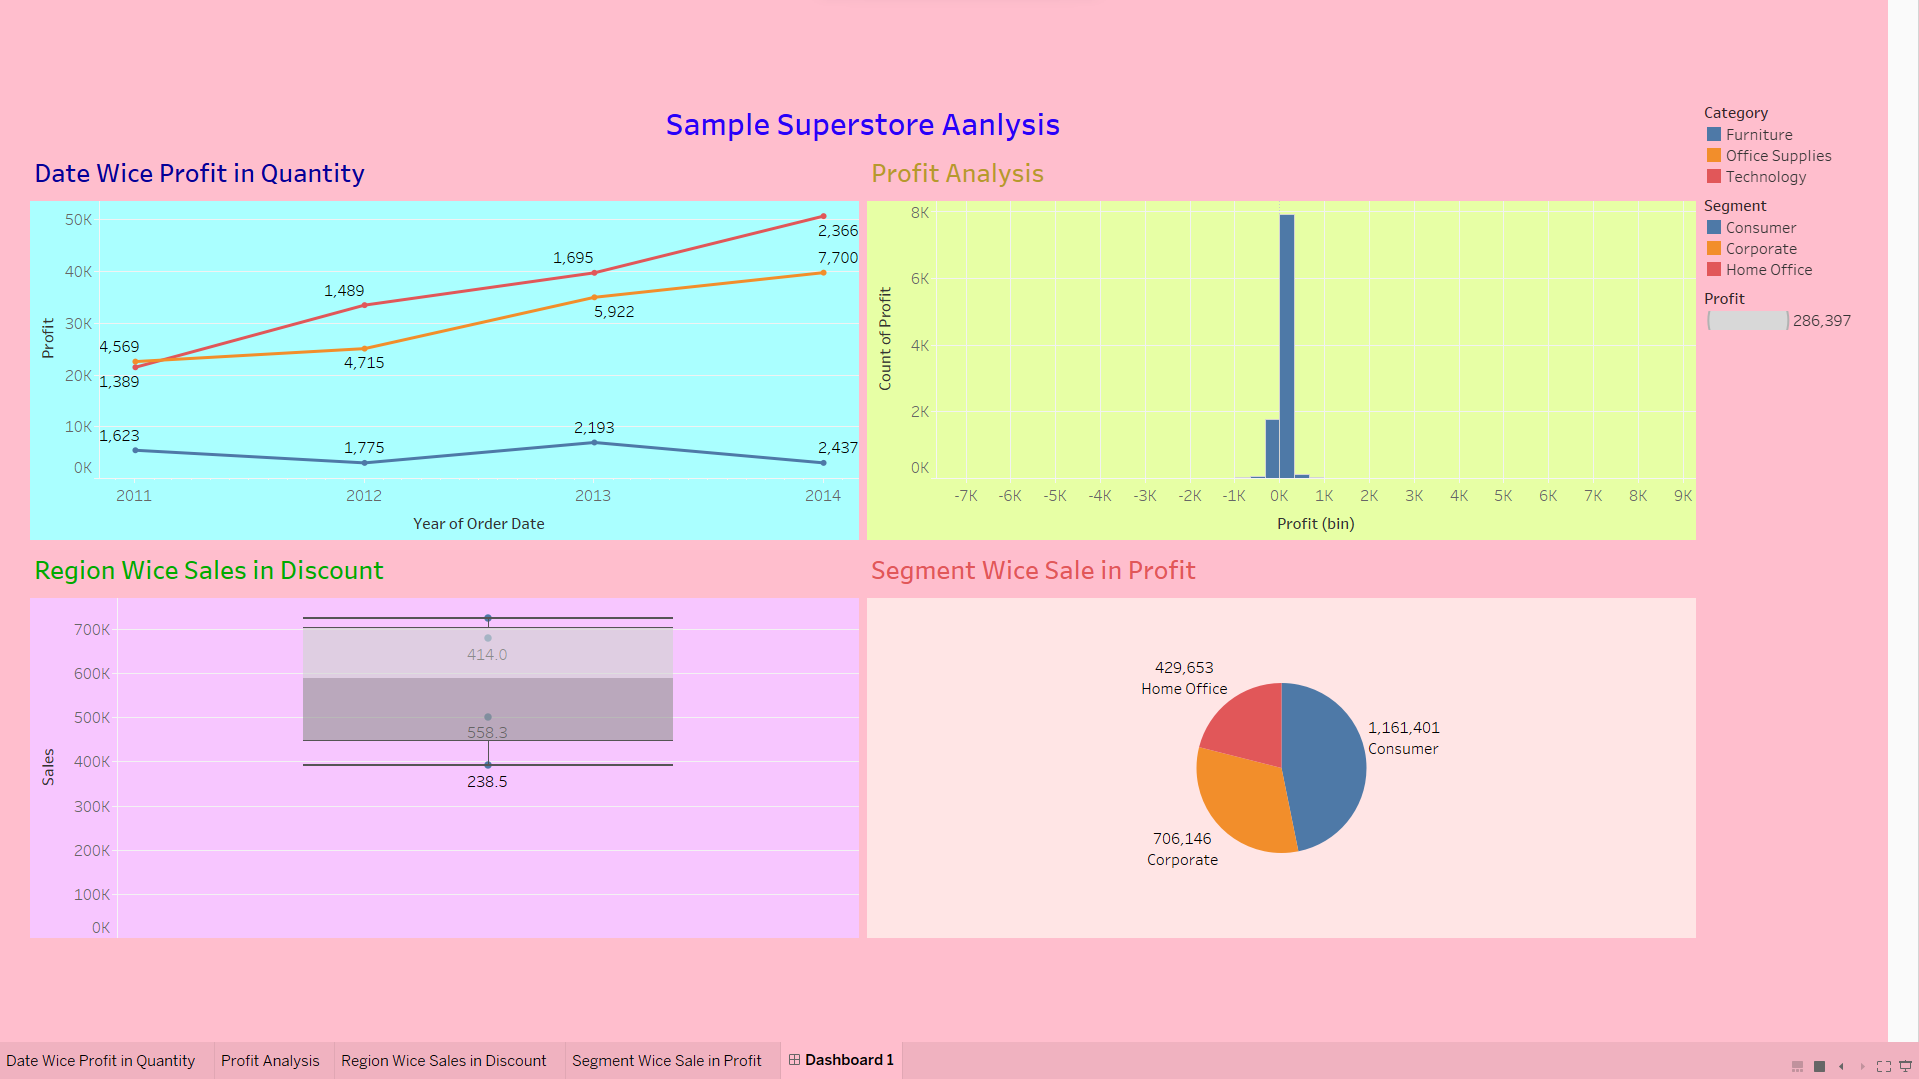 Sample Superstore Aanlysis
Date Wice Profit in Quantity
Profit
50K
40K
30K
20K
10K
0K
4,569
1,389
1,623
1,489
4,715
1,775
1,695
5,922
2,193
2,366
7,700
2,437
2011 2012 2013 2014
Year of Order Date
Profit Analysis
Count of Profit
8K
6K
4K
2K
0K
-7K -6K -5K -4K -3K -2K -1K 0K 1K 2K 3K 4K 5K 6K 7K 8K 9K
Profit (bin)
Category
Furniture
Office Supplies
Technology
Segment
Consumer
Corporate
Home Office
Profit
286,397
Region Wice Sales in Discount
Sales
700K
600K
500K
400K
300K
200K
100K
0K
414.0
558.3
238.5
Segment Wice Sale in Profit
429,653
Home Office
1,161,401
Consumer
706,146
Corporate
Date Wice Profit in Quantity Profit Analysis Region Wice Sales in Discount Segment Wice Sale in Profit Dashboard 1